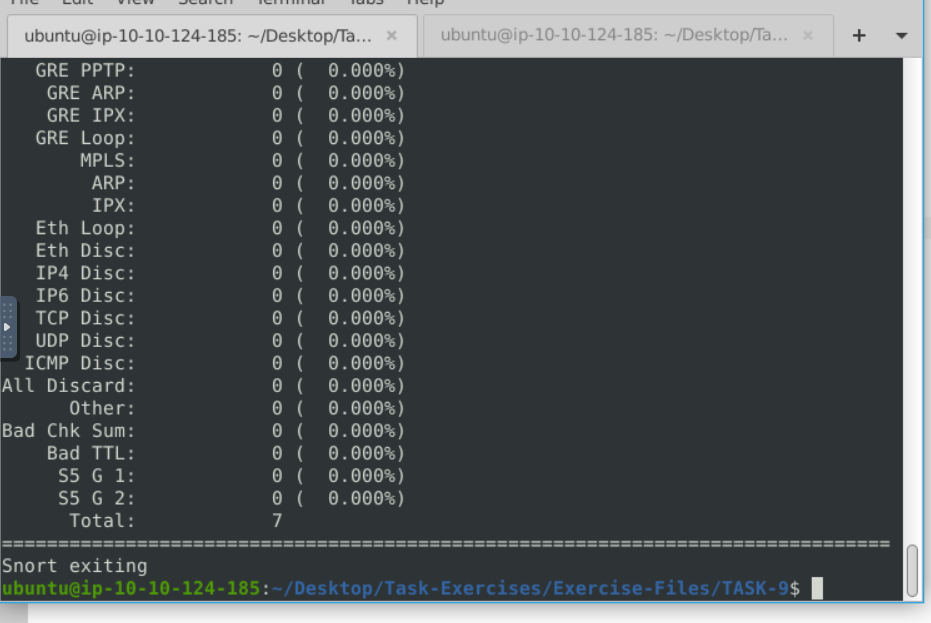 File Edit View Search Terminal Tabs Help
ubuntu@ip-10-10-124-185: ~/Desktop/Ta... × ubuntu@ip-10-10-124-185: ~/Desktop/Ta... × +
GRE PPTP: 0 ( 0.000%)
GRE ARP: 0 ( 0.000%)
GRE IPX: 0 ( 0.000%)
GRE Loop: 0 ( 0.000%)
MPLS: 0 ( 0.000%)
ARP: 0 ( 0.000%)
IPX: 0 ( 0.000%)
Eth Loop: 0 ( 0.000%)
Eth Disc: 0 ( 0.000%)
IP4 Disc: 0 ( 0.000%)
IP6 Disc: 0 ( 0.000%)
TCP Disc: 0 ( 0.000%)
UDP Disc: 0 ( 0.000%)
ICMP Disc: 0 ( 0.000%)
All Discard: 0 ( 0.000%)
Other: 0 ( 0.000%)
Bad Chk Sum: 0 ( 0.000%)
Bad TTL: 0 ( 0.000%)
S5 G 1: 0 ( 0.000%)
S5 G 2: 0 ( 0.000%)
Total: 7
===============================================================================
Snort exiting
ubuntu@ip-10-10-124-185:~/Desktop/Task-Exercises/Exercise-Files/TASK-9$